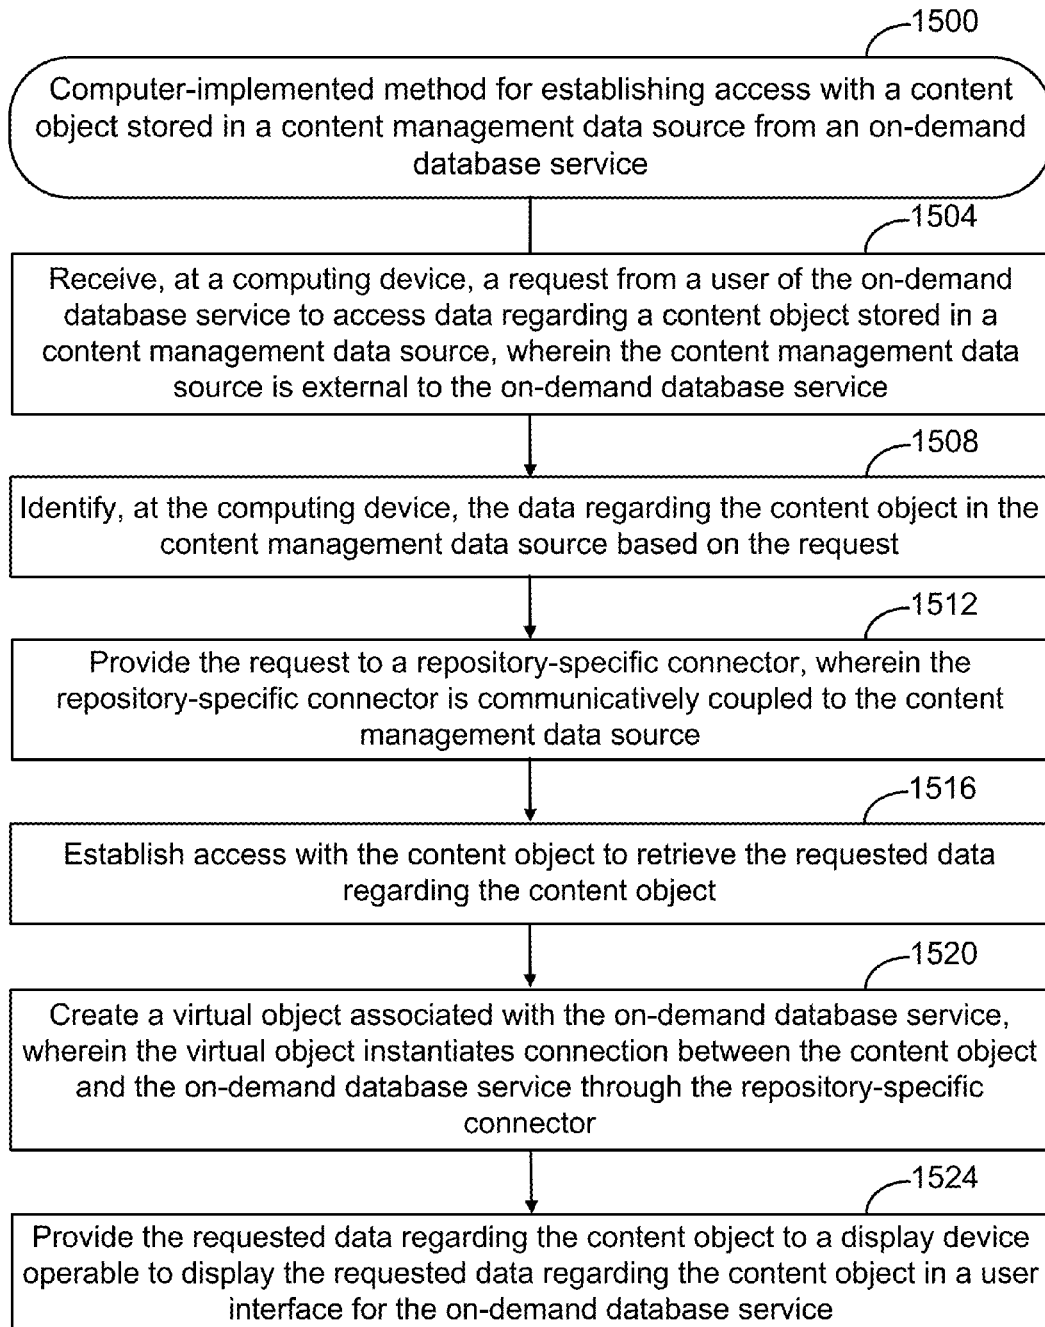 1500
Computer-implemented method for establishing access with a content
object stored in a content management data source from an on-demand
database service
1504
Receive, at a computing device, a request from a user of the on-demand
database service to access data regarding a content object stored in a
content management data source, wherein the content management data
source is external to the on-demand database service
1508
Identify, at the computing device, the data regarding the content object in the
content management data source based on the request
1512
Provide the request to a repository-specific connector, wherein the
repository-specific connector is communicatively coupled to the content
management data source
1516
Establish access with the content object to retrieve the requested data
regarding the content object
1520
Create a virtual object associated with the on-demand database service,
wherein the virtual object instantiates connection between the content object
and the on-demand database service through the repository-specific
connector
1524
Provide the requested data regarding the content object to a display device
operable to display the requested data regarding the content object in a user
interface for the on-demand database service